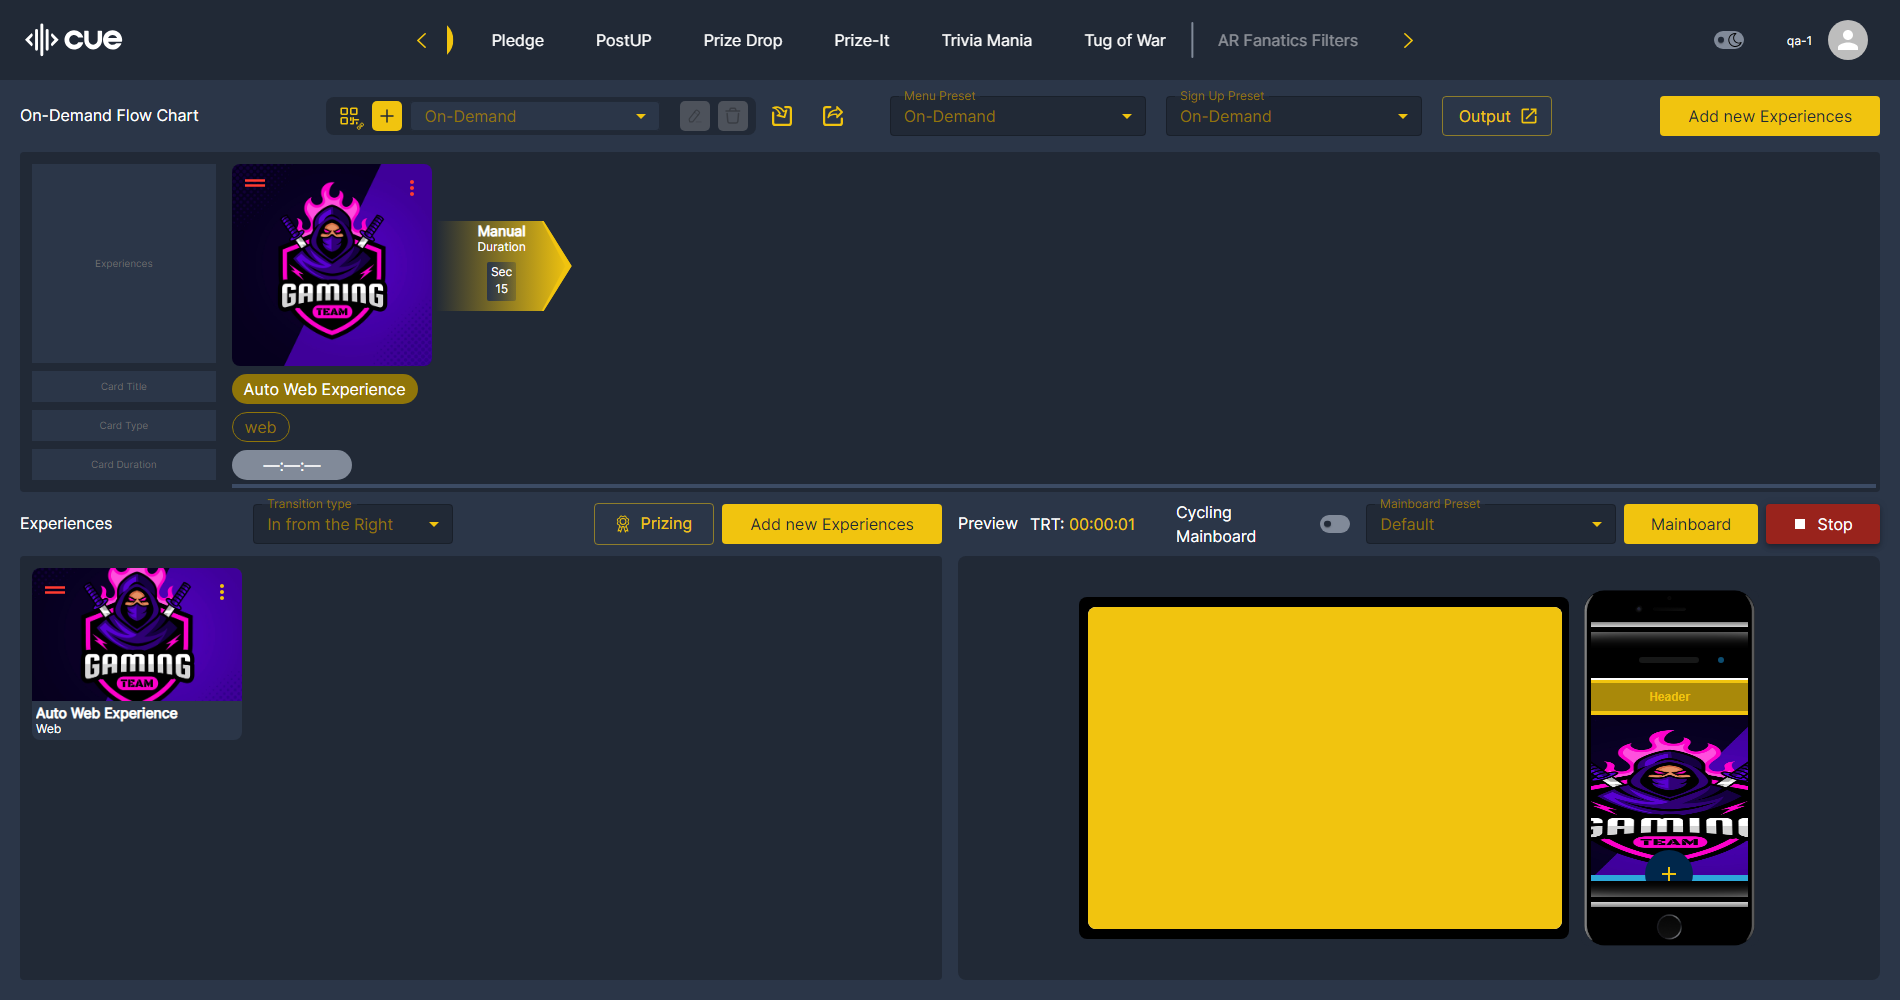 cue
Pledge
PostUP
Prize Drop
Prize-It
Trivia Mania
Tug of War
AR Fanatics Filters
qa-1
On-Demand Flow Chart
On-Demand
Menu Preset
On-Demand
Sign Up Preset
On-Demand
Output
Add new Experiences
Experiences
GAMING
TEAM
Manual
Duration
Sec
15
Card Title
Auto Web Experience
Card Type
web
Card Duration
—:—:—
Experiences
Transition type
In from the Right
Prizing
Add new Experiences
Preview
TRT: 00:00:01
Cycling
Mainboard
Mainboard Preset
Default
Mainboard
Stop
GAMING
TEAM
Auto Web Experience
Web
Header
GAMING
TEAM